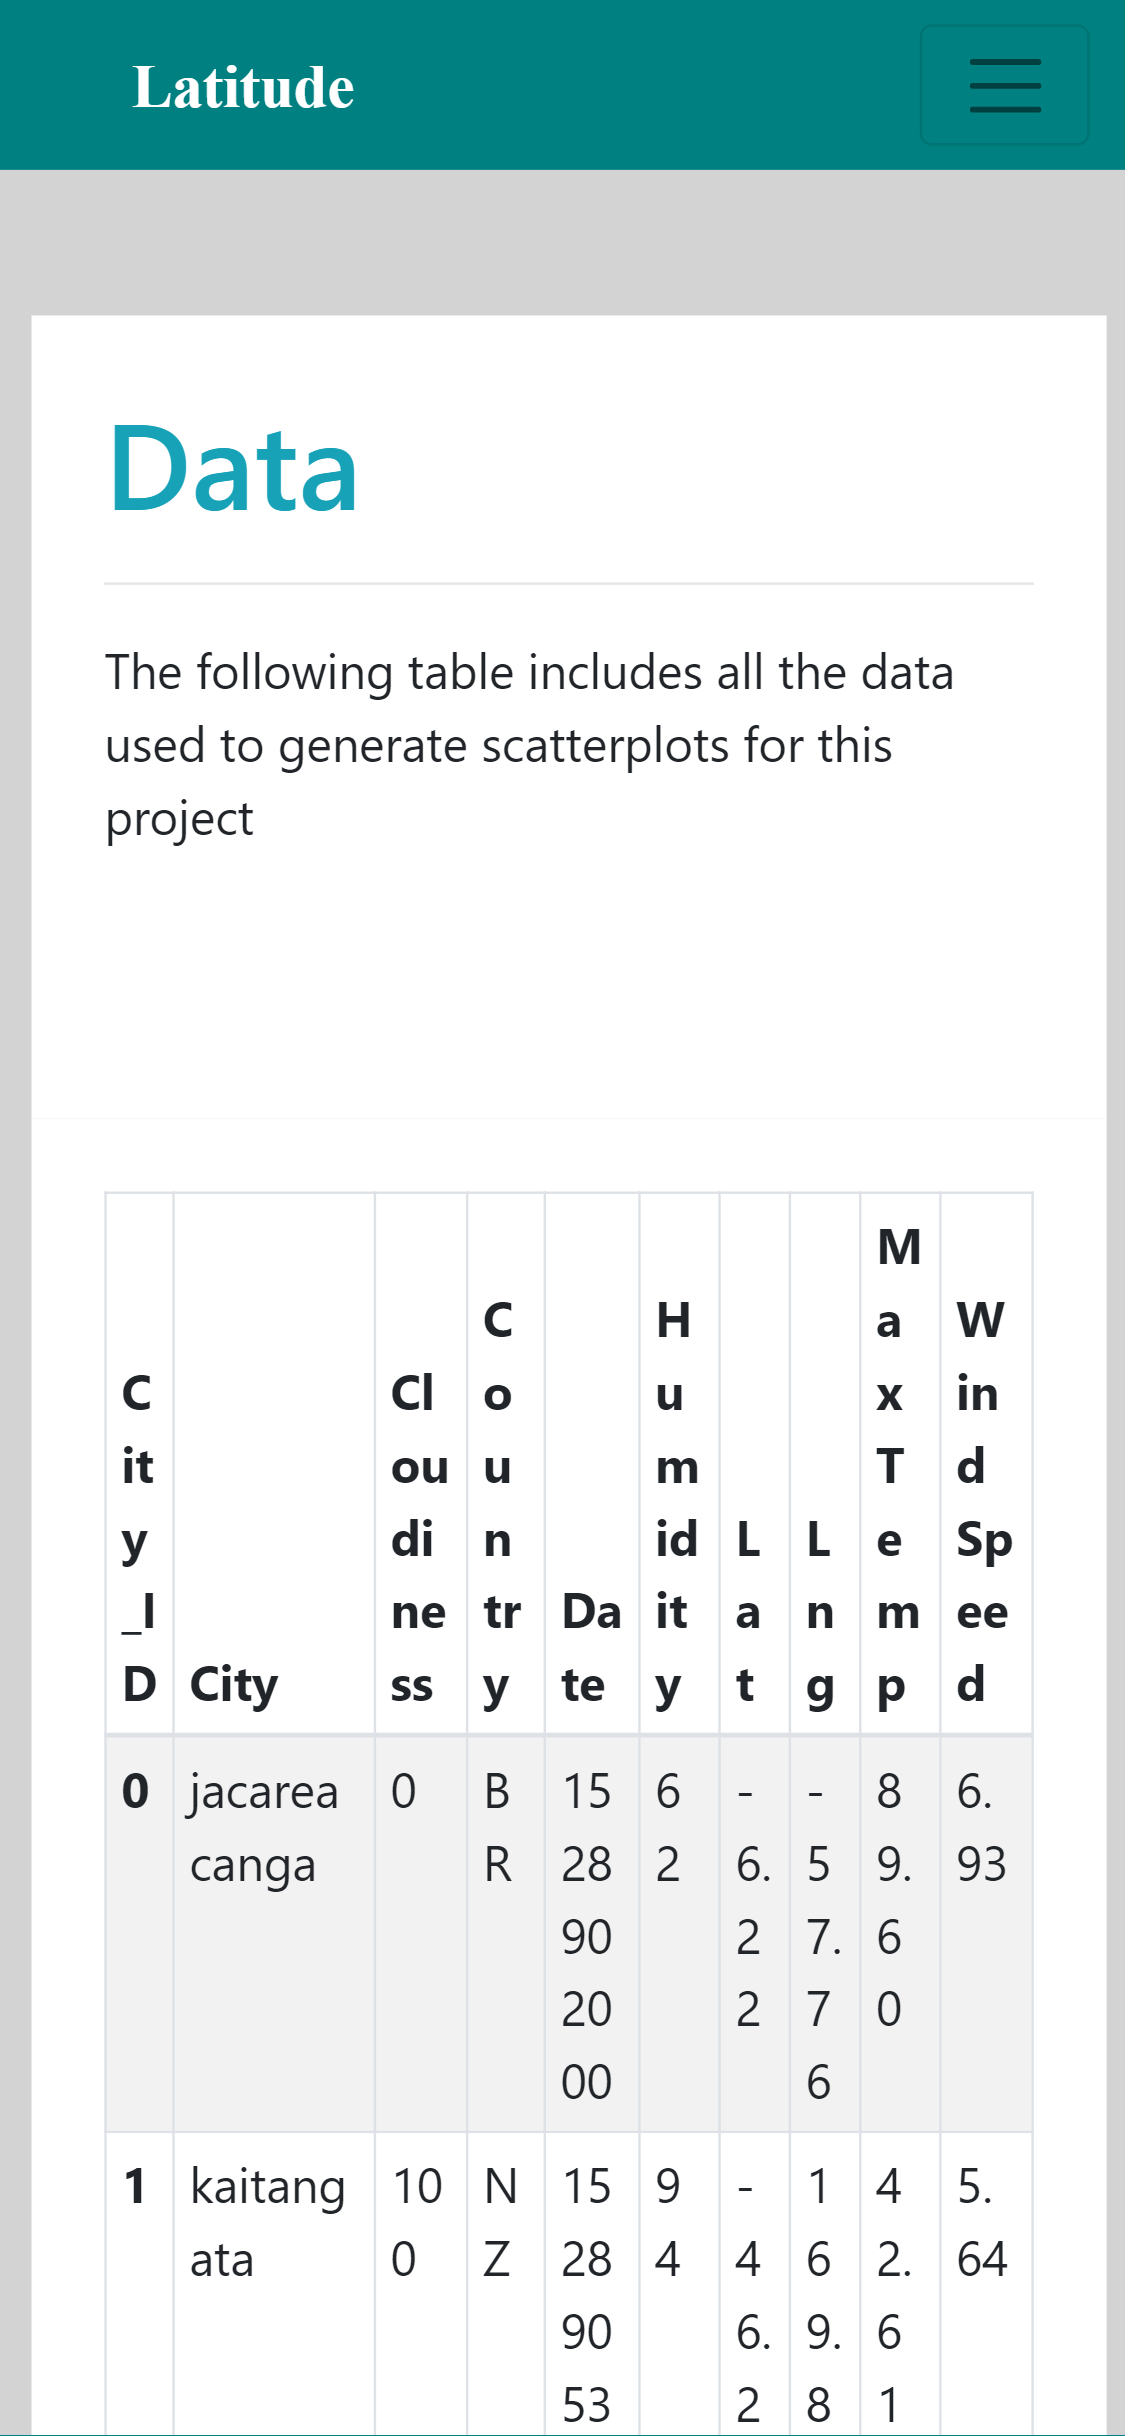 Latitude
Data
The following table includes all the data
used to generate scatterplots for this
project
City_ID City Cloudiness Country Date Humidity Lat Lng Max Temp Wind Speed
0 jacareacanga 0 BR 1528902000 62 -6.22 -57.76 89.60 6.93
1 kaitangata 100 NZ 15289053 94 -46.2 169.8 42.61 5.64